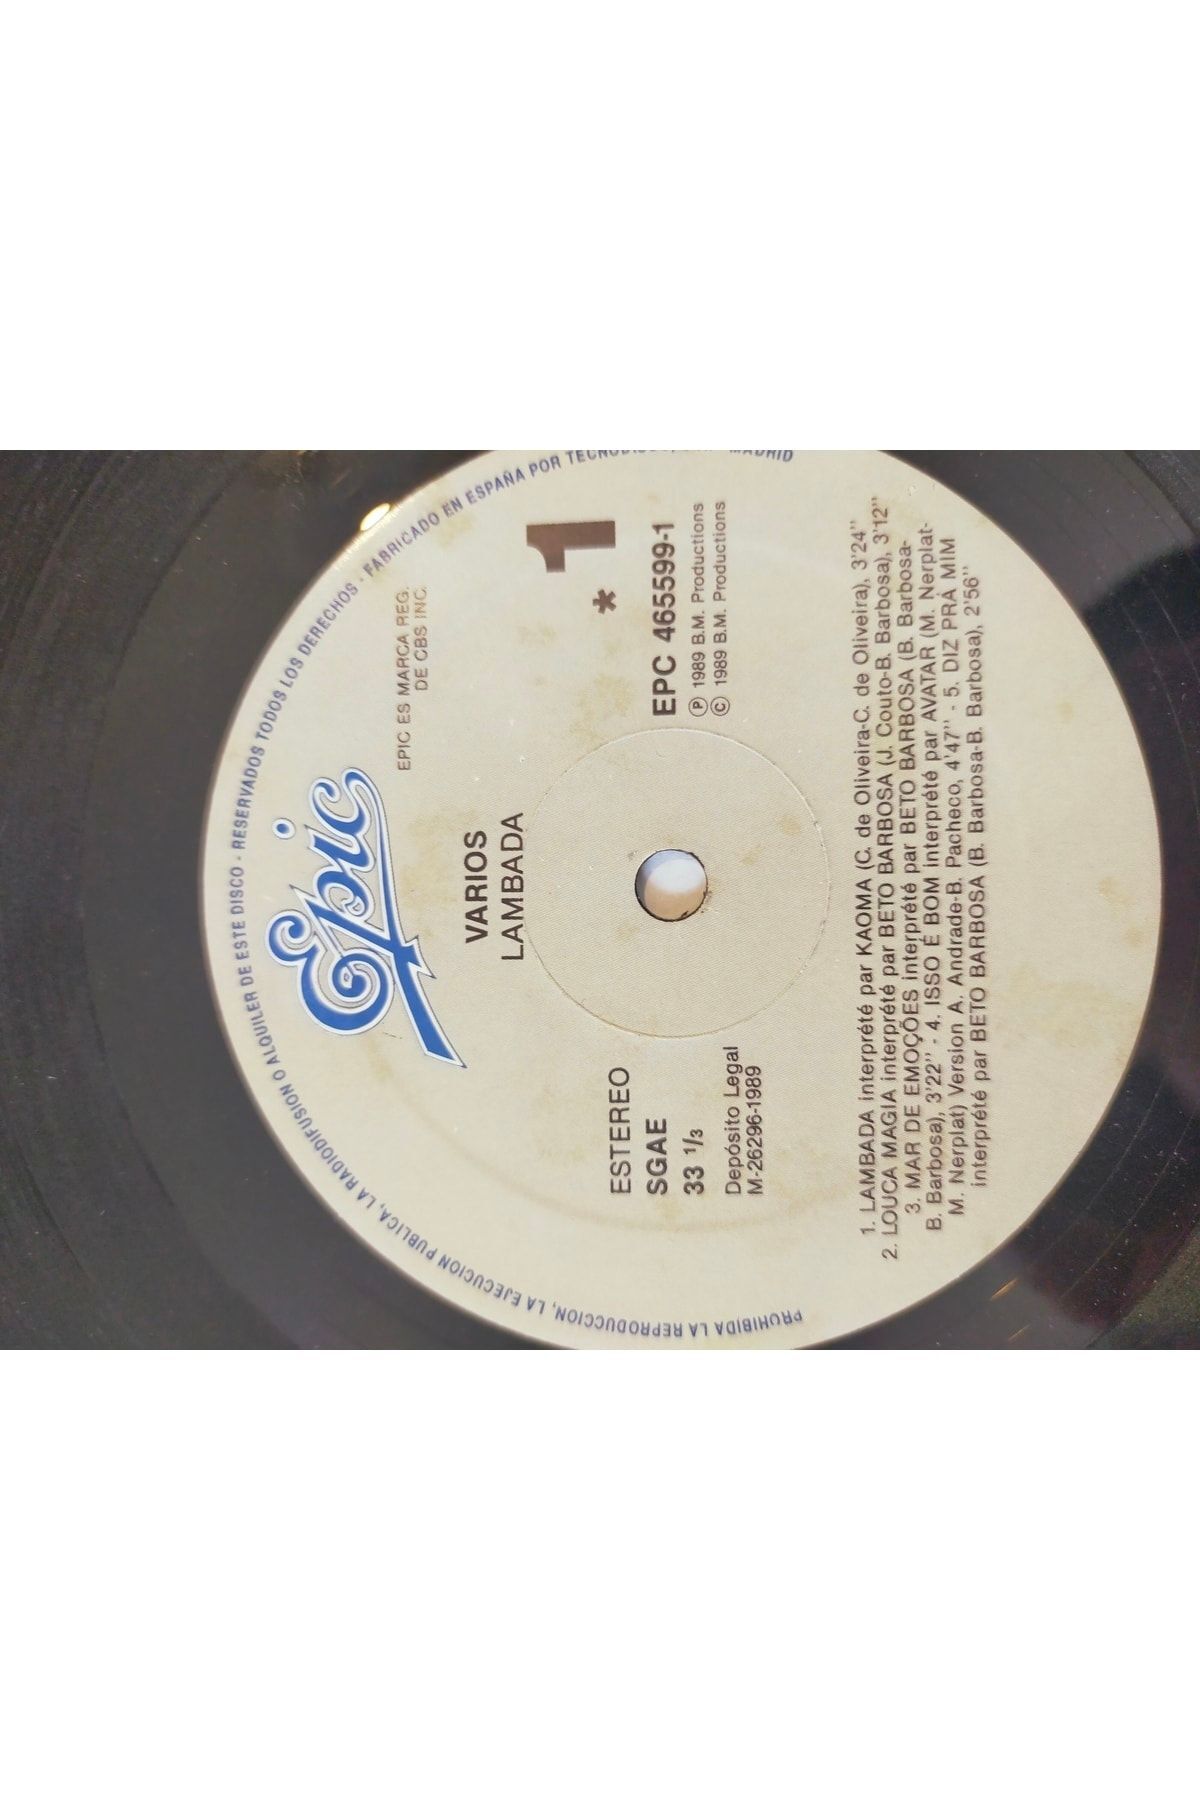 PROHIBIDA LA REPRODUCCION, LA EJECUCION PUBLICA, LA RADIODIFUSION O ALQUILER DE ESTE DISCO - RESERVADOS TODOS LOS DERECHOS - FABRICADO EN ESPAÑA POR MADRID
Epic
EPIC ES MARCA REG.
DE CBS INC.
VARIOS
LAMBADA
ESTEREO
SGAE
33 1/3
Depósito Legal
M-26296-1989
* 1
EPC 465599-1
Ⓟ 1989 B.M. Productions
Ⓒ 1989 B.M. Productions
1. LAMBADA interprété par KAOMA (C. de Oliveira-C. de Oliveira), 3'24"
2. LOUCA MAGIA interprété par BETO BARBOSA (J. Couto-B. Barbosa), 3'12"
3. MAR DE EMOÇÕES interprété par BETO BARBOSA (B. Barbosa-
B. Barbosa), 3'22" - 4. ISSO É BOM interprété par AVATAR (M. Nerplat-
M. Nerplat) Version A. Andrade-B. Pacheco, 4'47" - 5. DIZ PRÁ MIM
interprété par BETO BARBOSA (B. Barbosa-B. Barbosa), 2'56"